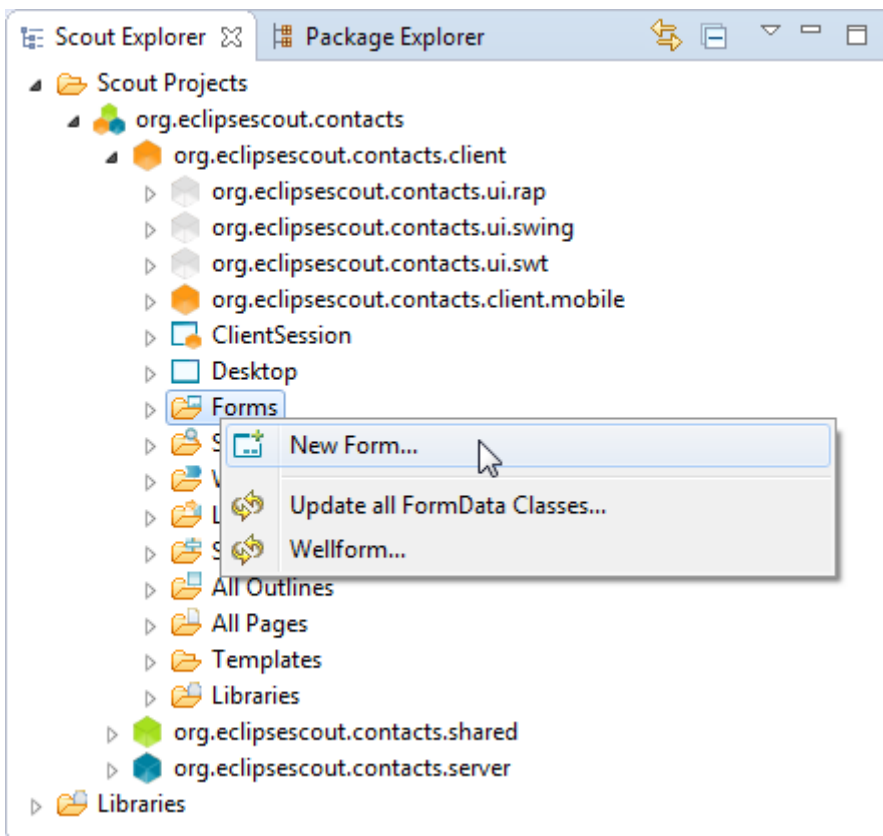 Scout Explorer Package Explorer
Scout Projects
org.eclipsescout.contacts
org.eclipsescout.contacts.client
org.eclipsescout.contacts.ui.rap
org.eclipsescout.contacts.ui.swing
org.eclipsescout.contacts.ui.swt
org.eclipsescout.contacts.client.mobile
ClientSession
Desktop
Forms
New Form...
Update all FormData Classes...
Wellform...
All Outlines
All Pages
Templates
Libraries
org.eclipsescout.contacts.shared
org.eclipsescout.contacts.server
Libraries